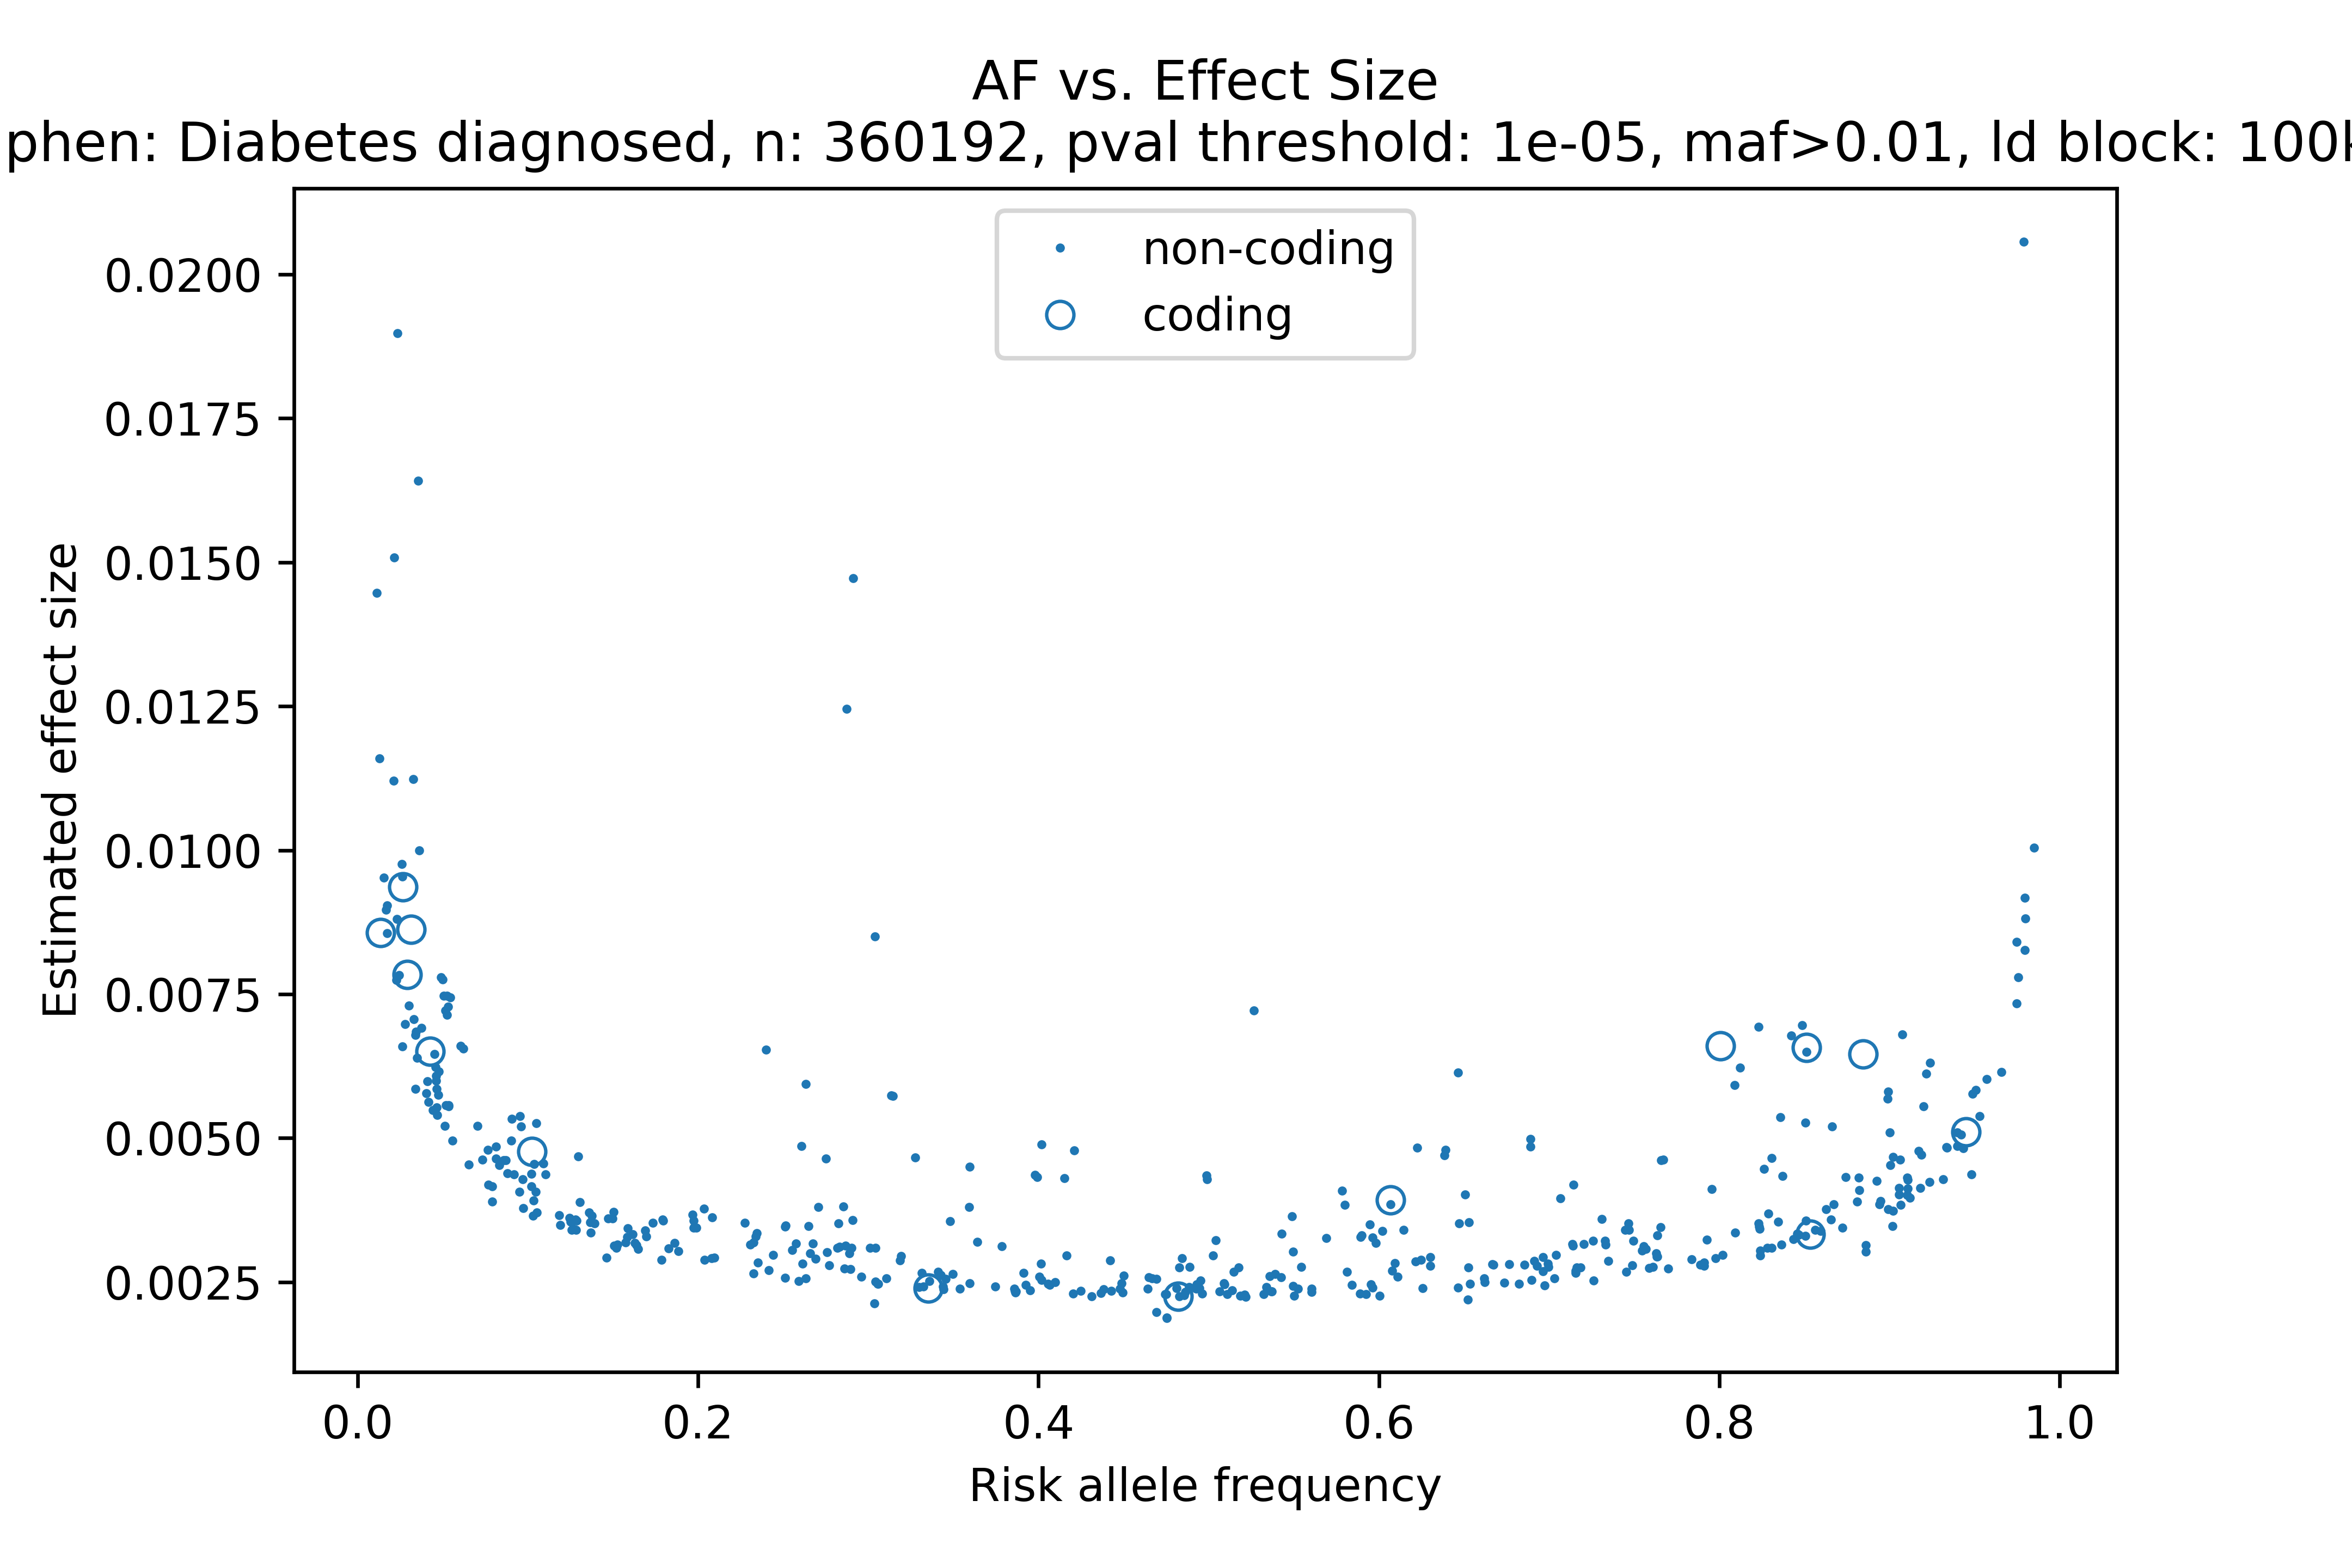 AF vs. Effect Size
phen: Diabetes diagnosed, n: 360192, pval threshold: 1e-05, maf>0.01, ld block: 100
non-coding
coding
0.0200
0.0175
0.0150
0.0125
0.0100
0.0075
0.0050
0.0025
Estimated effect size
0.0 0.2 0.4 0.6 0.8 1.0
Risk allele frequency